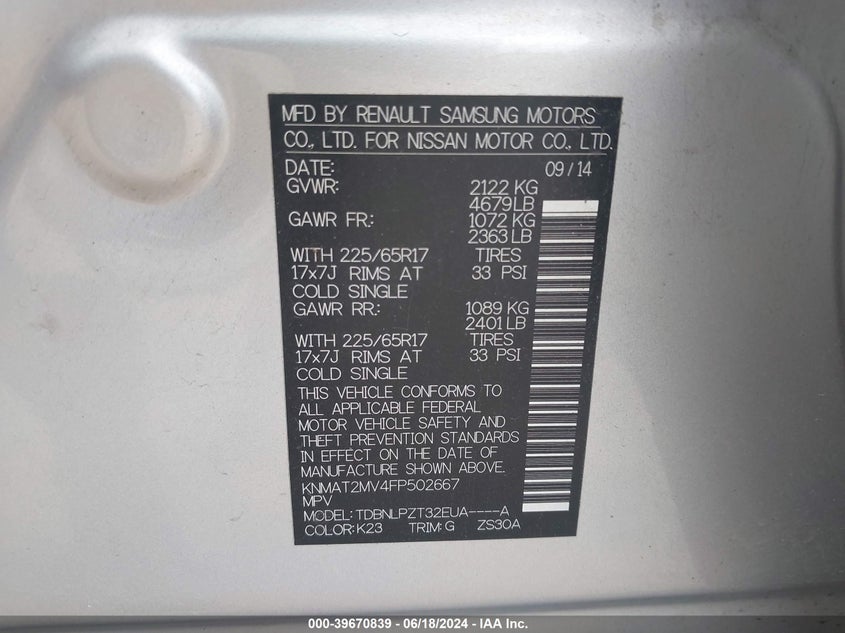 MFD BY RENAULT SAMSUNG MOTORS
CO., LTD. FOR NISSAN MOTOR CO., LTD.
DATE: 09/14
GVWR: 2122 KG
4679 LB
GAWR FR.: 1072 KG
2363 LB
WITH 225/65R17 TIRES
17x7J RIMS AT 33 PSI
COLD SINGLE
GAWR RR.: 1089 KG
2401 LB
WITH 225/65R17 TIRES
17x7J RIMS AT 33 PSI
COLD SINGLE
THIS VEHICLE CONFORMS TO
ALL APPLICABLE FEDERAL
MOTOR VEHICLE SAFETY AND
THEFT PREVENTION STANDARDS
IN EFFECT ON THE DATE OF
MANUFACTURE SHOWN ABOVE.
KNMAT2MV4FP502667
MPV
MODEL: TDBNLPZT32EUA----A
COLOR: K23 TRIM: G ZS30A
000-39670839 - 06/18/2024 - IAA Inc.